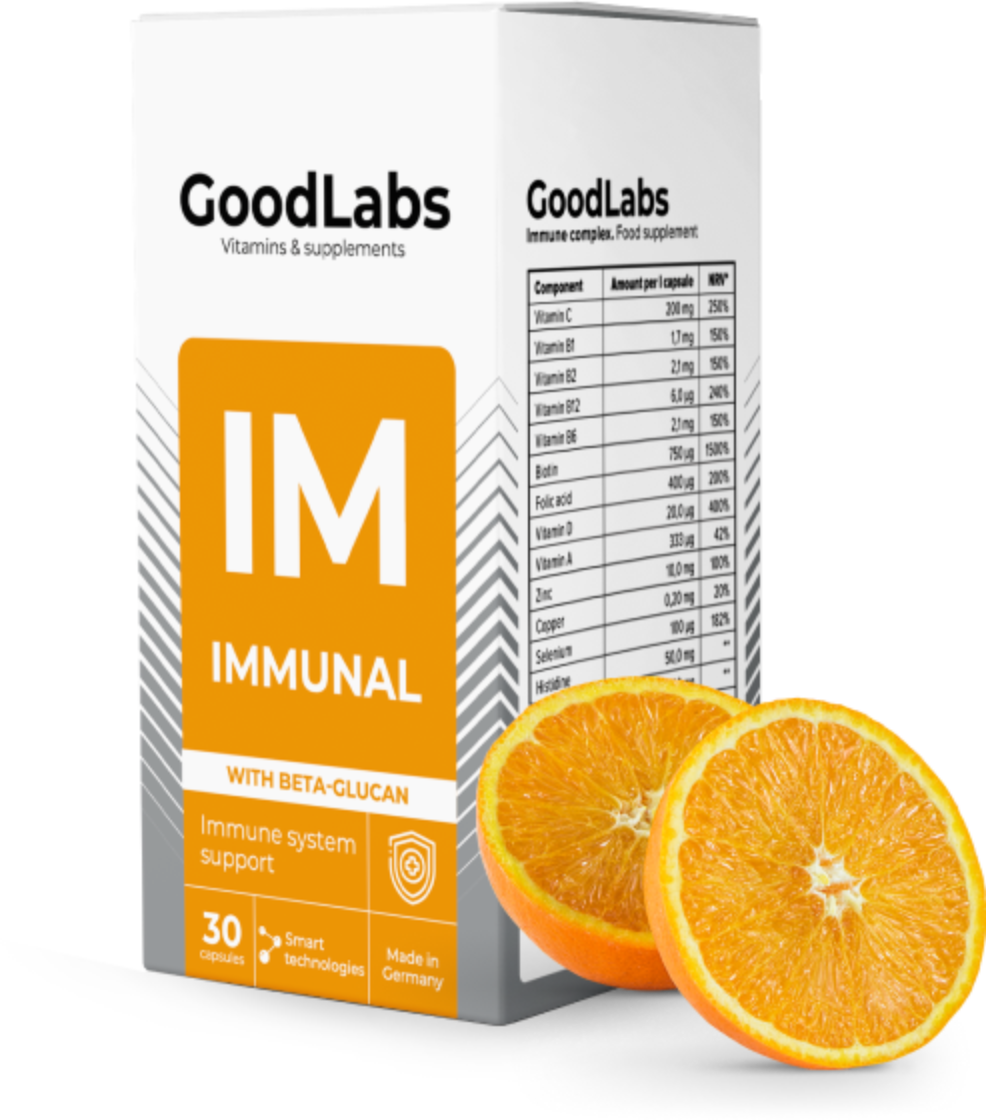 GoodLabs
Vitamins & supplements
IM
IMMUNAL
WITH BETA-GLUCAN
Immune system
support
30
capsules
Smart
technologies
Made in
Germany
GoodLabs
Immune complex. Food supplement
Component Amount per 1 capsule NRV*
Vitamin C 200 mg 250%
Vitamin B1 1,7 mg 150%
Vitamin B2 2,1 mg 150%
Vitamin B12 6,0 µg 240%
Vitamin B6 2,1 mg 150%
Biotin 750 µg 1500%
Folic acid 400 µg 200%
Vitamin D 20,0 µg 400%
Vitamin A 333 µg 42%
Zinc 10,0 mg 100%
Copper 0,20 mg 20%
Selenium 100 µg 182%
Histidine 50,0 mg **
**